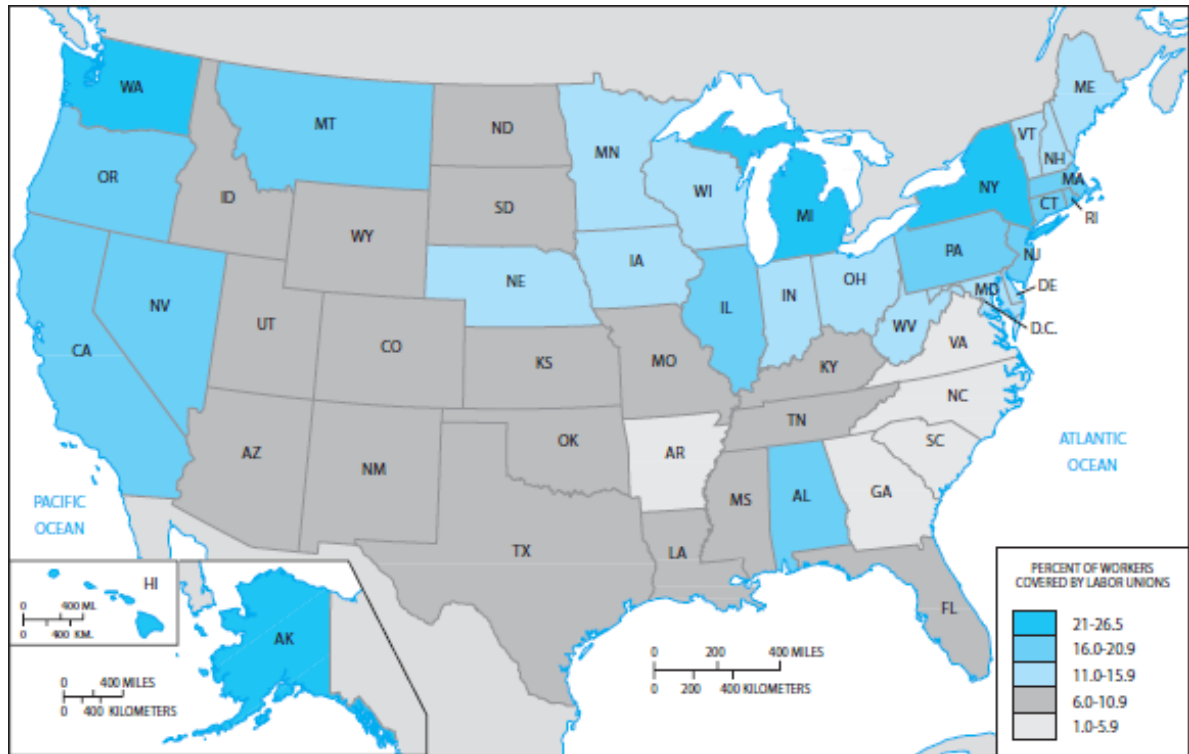 WA
MT
ND
MN
ME
VT
NH
OR
ID
SD
WI
NY
MA
CT
RI
WY
MI
IA
PA
NJ
NE
OH
MD
DE
NV
UT
IL
IN
WV
D.C.
CA
CO
KS
MO
KY
VA
NC
TN
AZ
NM
OK
AR
SC
MS
AL
GA
ATLANTIC
OCEAN
PACIFIC
OCEAN
TX
LA
FL
HI
0 400 MI.
0 400 KM.
AK
0 400 MILES
0 400 KILOMETERS
0 200 400 MILES
0 200 400 KILOMETERS
PERCENT OF WORKERS
COVERED BY LABOR UNIONS
21-26.5
16.0-20.9
11.0-15.9
6.0-10.9
1.0-5.9